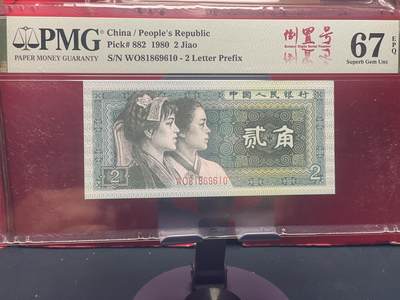 PMG
PAPER MONEY GUARANTY
China / People's Republic
Pick# 882 1980 2 Jiao
S/N WO81869610 - 2 Letter Prefix
倒置号
67 EPQ
Superb Gem Unc
中国人民银行
贰角
WO81869610
2
2